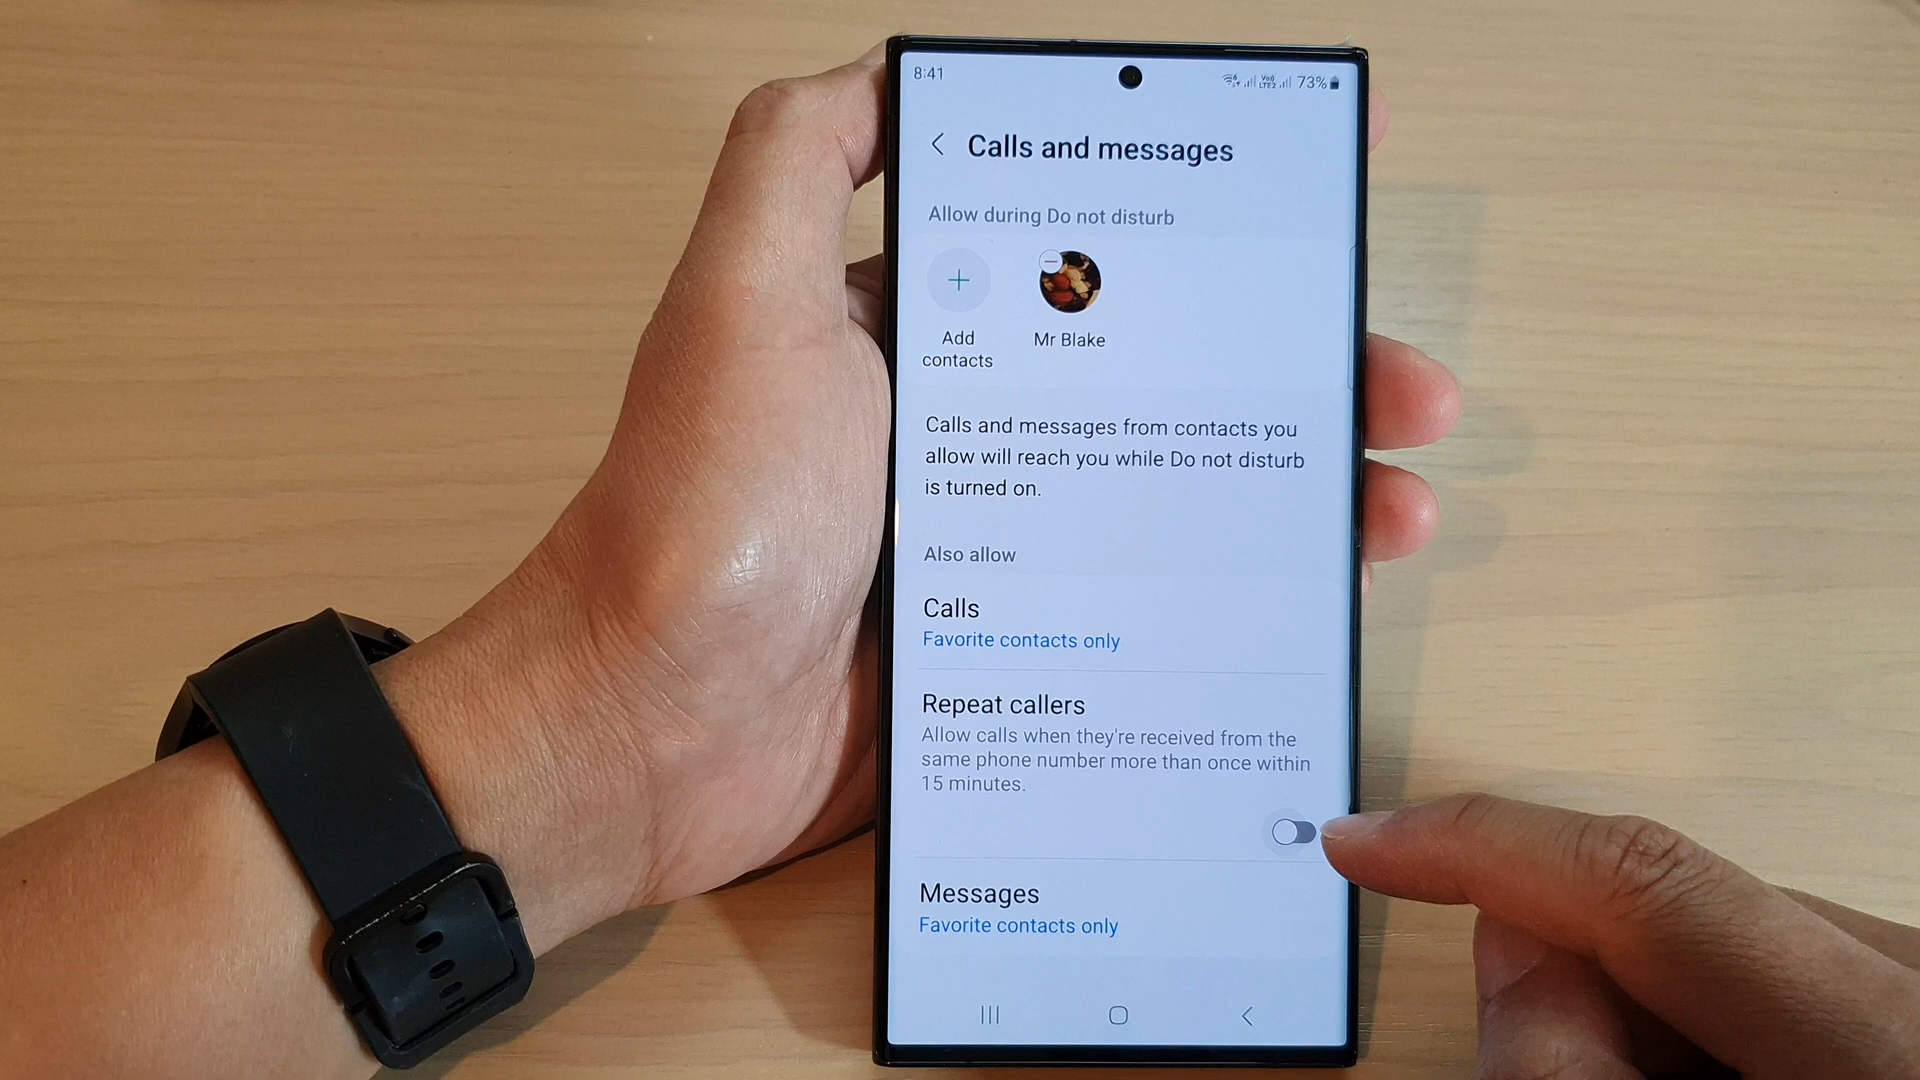 8:41
73%
Calls and messages
Allow during Do not disturb
Add
contacts
Mr Blake
Calls and messages from contacts you
allow will reach you while Do not disturb
is turned on.
Also allow
Calls
Favorite contacts only
Repeat callers
Allow calls when they're received from the
same phone number more than once within
15 minutes.
Messages
Favorite contacts only